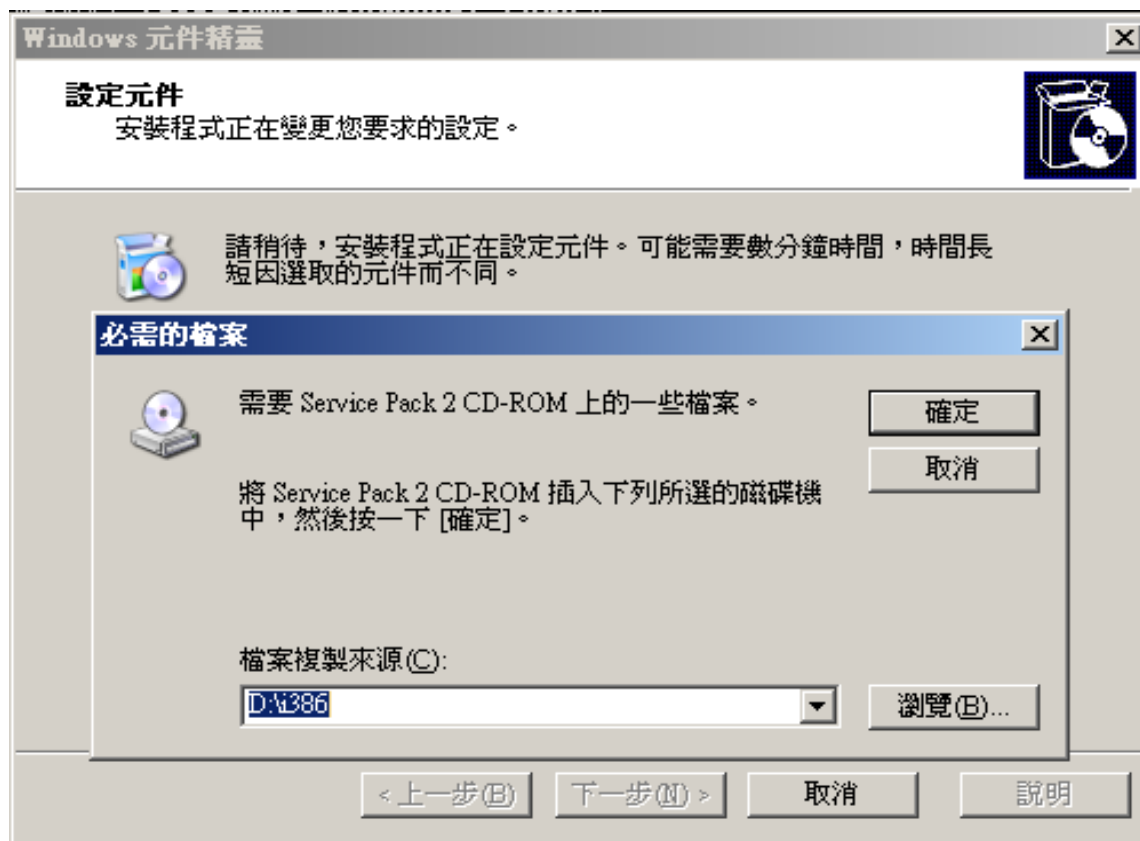 Windows 元件精靈
設定元件
安裝程式正在變更您要求的設定。
請稍待，安裝程式正在設定元件。可能需要數分鐘時間，時間長
短因選取的元件而不同。
必需的檔案
需要 Service Pack 2 CD-ROM 上的一些檔案。
確定
取消
將 Service Pack 2 CD-ROM 插入下列所選的磁碟機
中，然後按一下 [確定]。
檔案複製來源(C):
D:\i386
瀏覽(B)...
< 上一步(B)
下一步(N) >
取消
說明